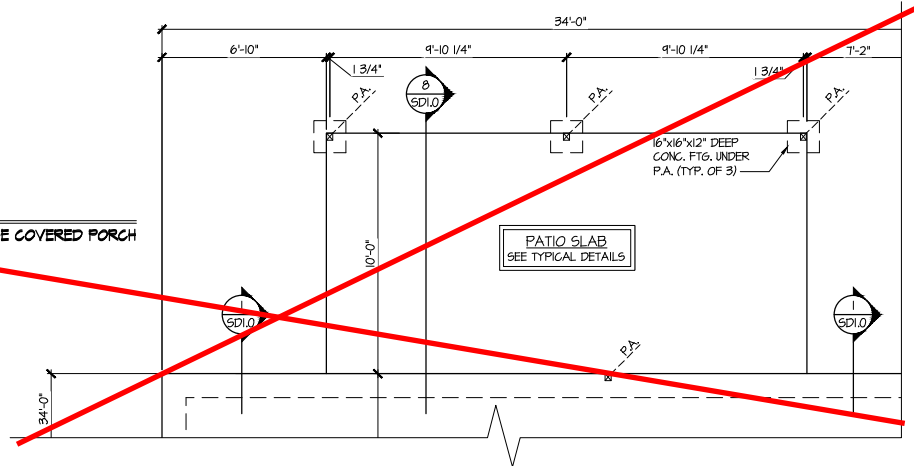 34'-0"
6'-10"
9'-10 1/4"
9'-10 1/4"
7'-2"
1 3/4"
1 3/4"
P.A.
8
SD1.0
P.A.
P.A.
16"x16"x12" DEEP
CONC. FTG. UNDER
P.A. (TYP. OF 3)
E COVERED PORCH
10'-0"
PATIO SLAB
SEE TYPICAL DETAILS
1
SD1.0
1
SD1.0
P.A.
34'-0"